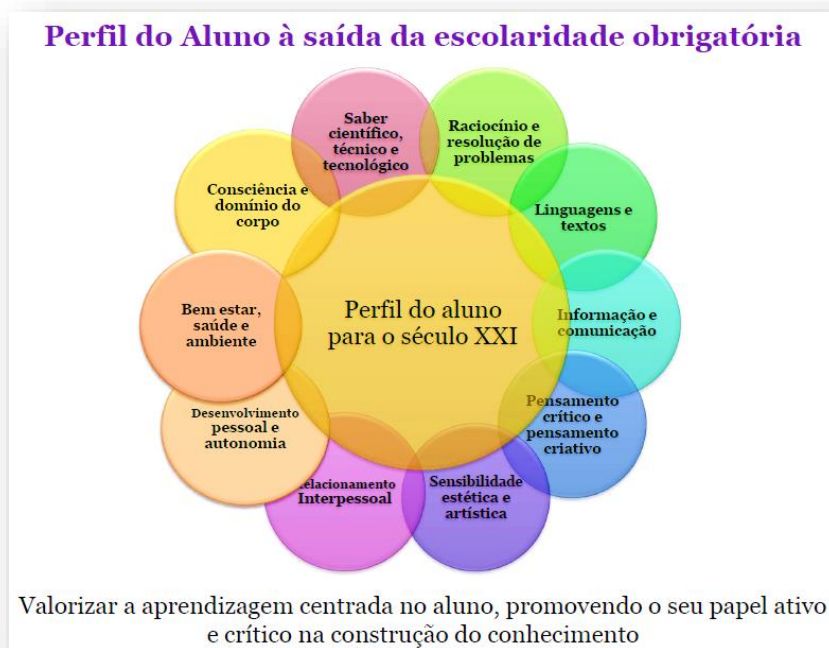 Perfil do Aluno à saída da escolaridade obrigatória
Saber
científico,
técnico e
tecnológico
Raciocínio e
resolução de
problemas
Linguagens e
textos
Informação e
comunicação
Pensamento
crítico e
pensamento
criativo
Sensibilidade
estética e
artística
Relacionamento
Interpessoal
Desenvolvimento
pessoal e
autonomia
Bem estar,
saúde e
ambiente
Consciência e
domínio do
corpo
Perfil do aluno
para o século XXI
Valorizar a aprendizagem centrada no aluno, promovendo o seu papel ativo
e crítico na construção do conhecimento